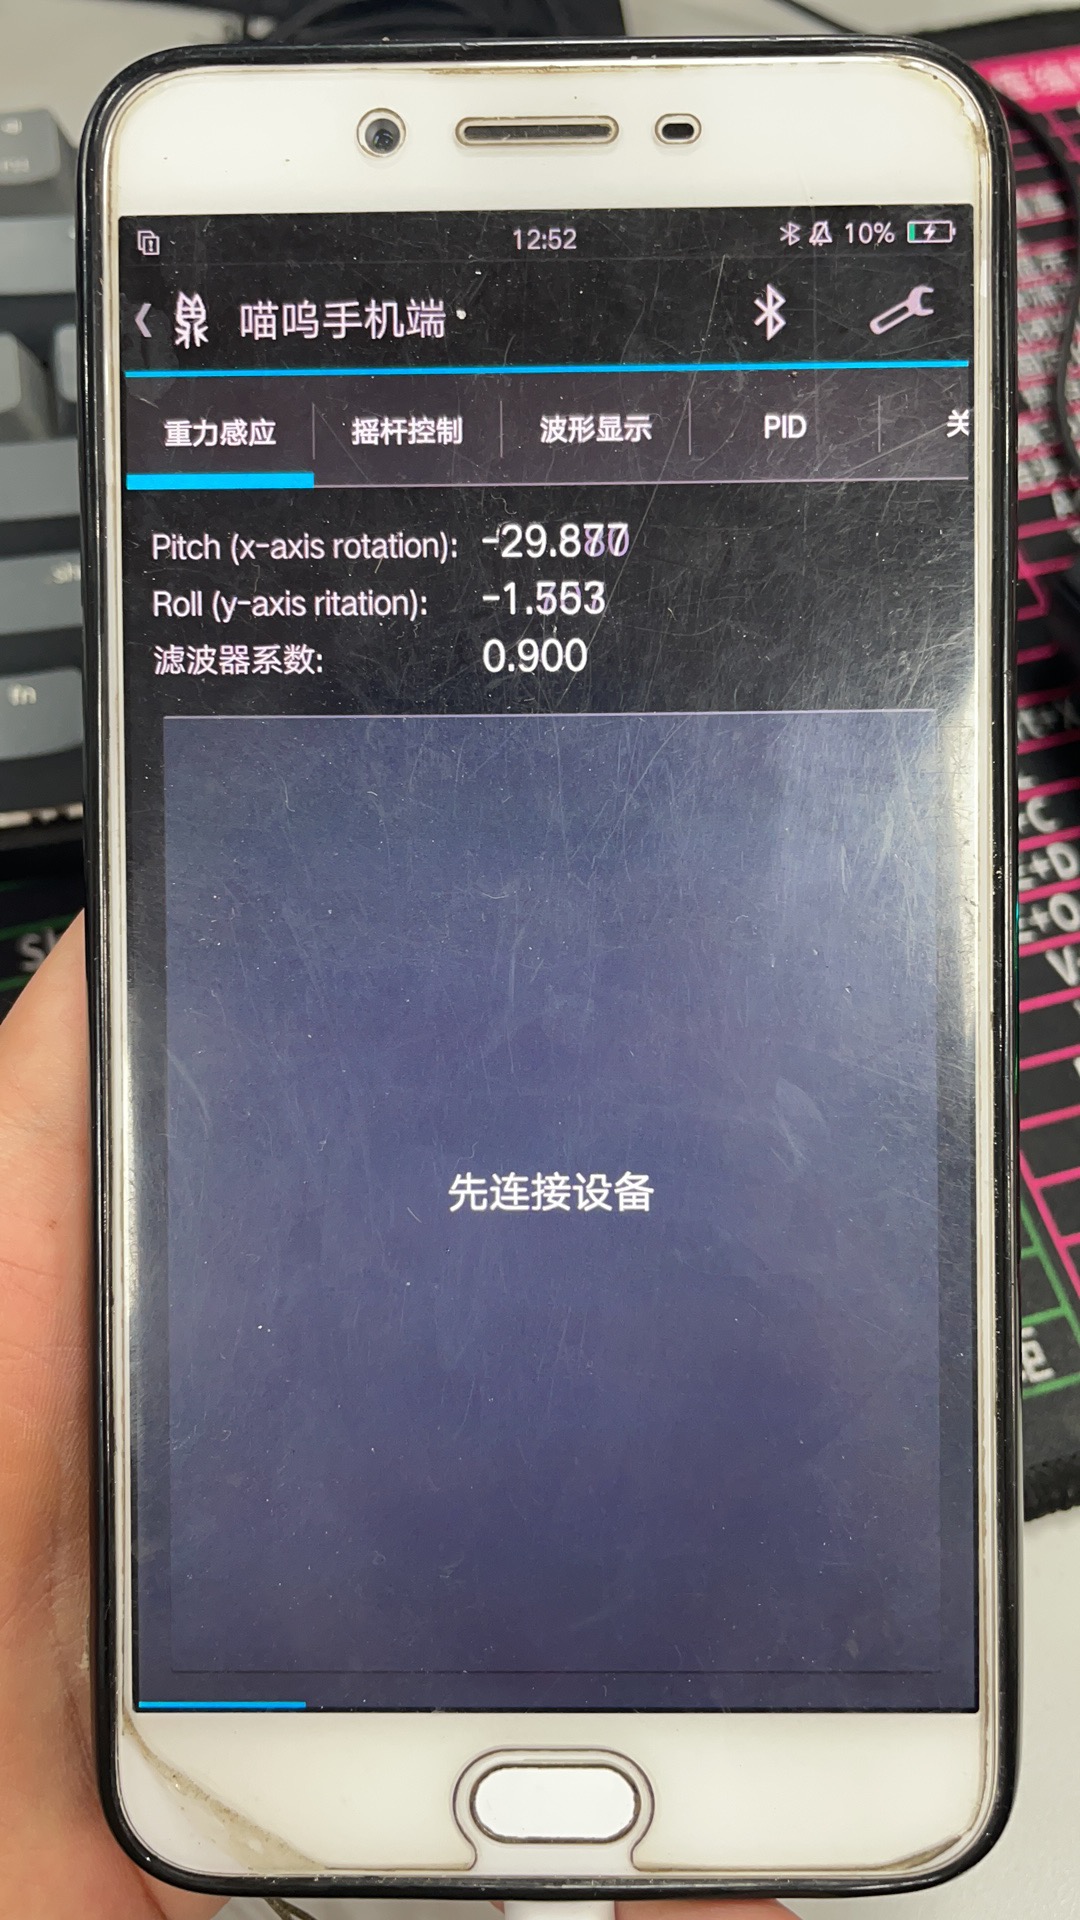 12:52
10%
喵呜手机端
重力感应
摇杆控制
波形显示
PID
关
Pitch (x-axis rotation):
Roll (y-axis ritation): -1.553
滤波器系数: 0.900
先连接设备
fn
+C
E+D
E+O